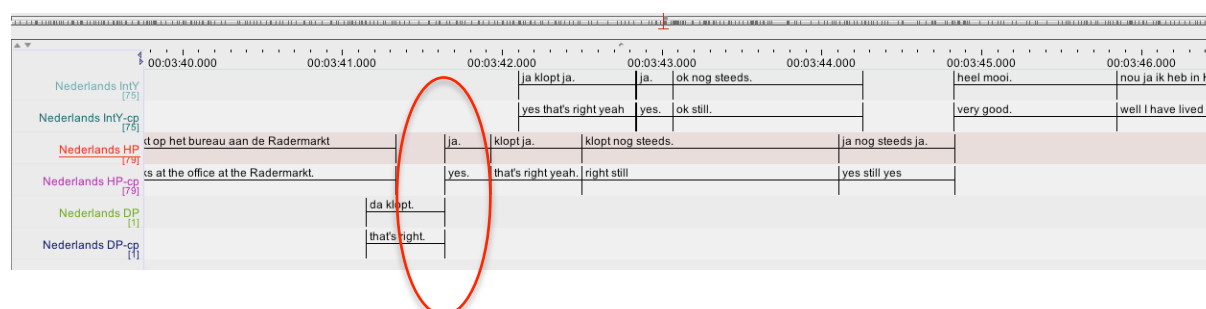 00:03:40.000 00:03:41.000 00:03:42.000 00:03:43.000 00:03:44.000 00:03:45.000 00:03:46.000
Nederlands IntY [75] ja klopt ja. ja. ok nog steeds. heel mooi. nou ja ik heb in
Nederlands IntY-cp [75] yes that's right yeah yes. ok still. very good. well I have lived
Nederlands HP [79] kt op het bureau aan de Radermarkt ja. klopt ja. klopt nog steeds. ja nog steeds ja.
Nederlands HP-cp [79] ks at the office at the Radermarkt. yes. that's right yeah. right still yes still yes
Nederlands DP [1] da klopt.
Nederlands DP-cp [1] that's right.